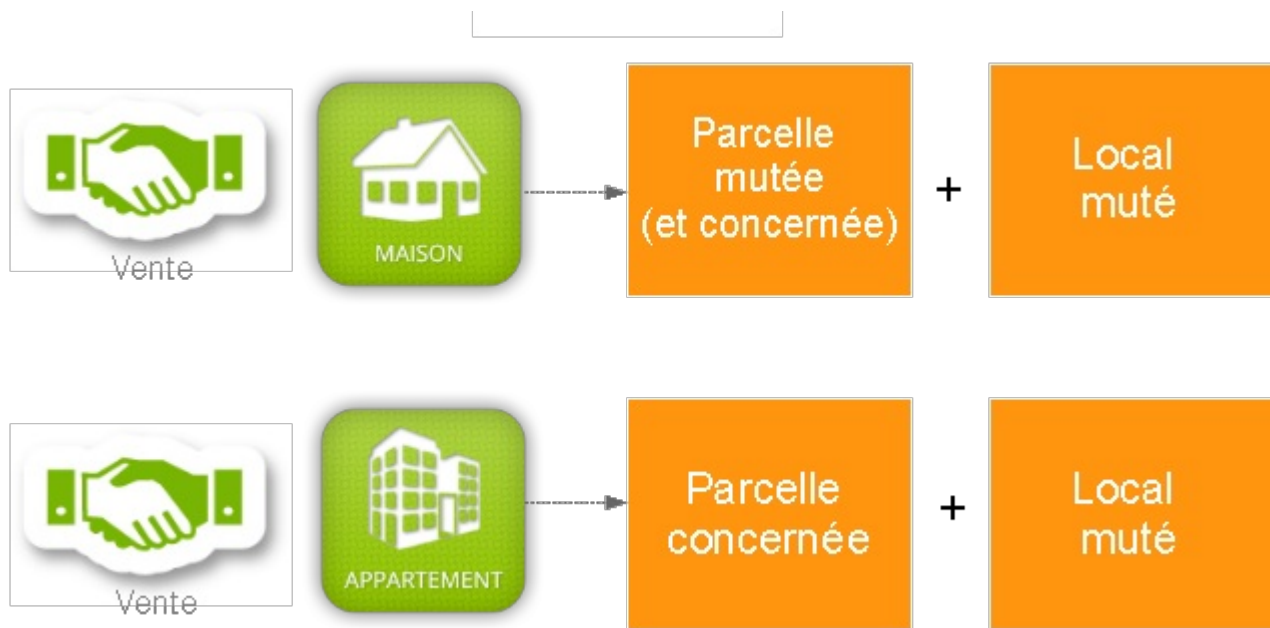 Vente
MAISON
Parcelle
mutée
(et concernée)
+
Local
muté
Vente
APPARTEMENT
Parcelle
concernée
+
Local
muté